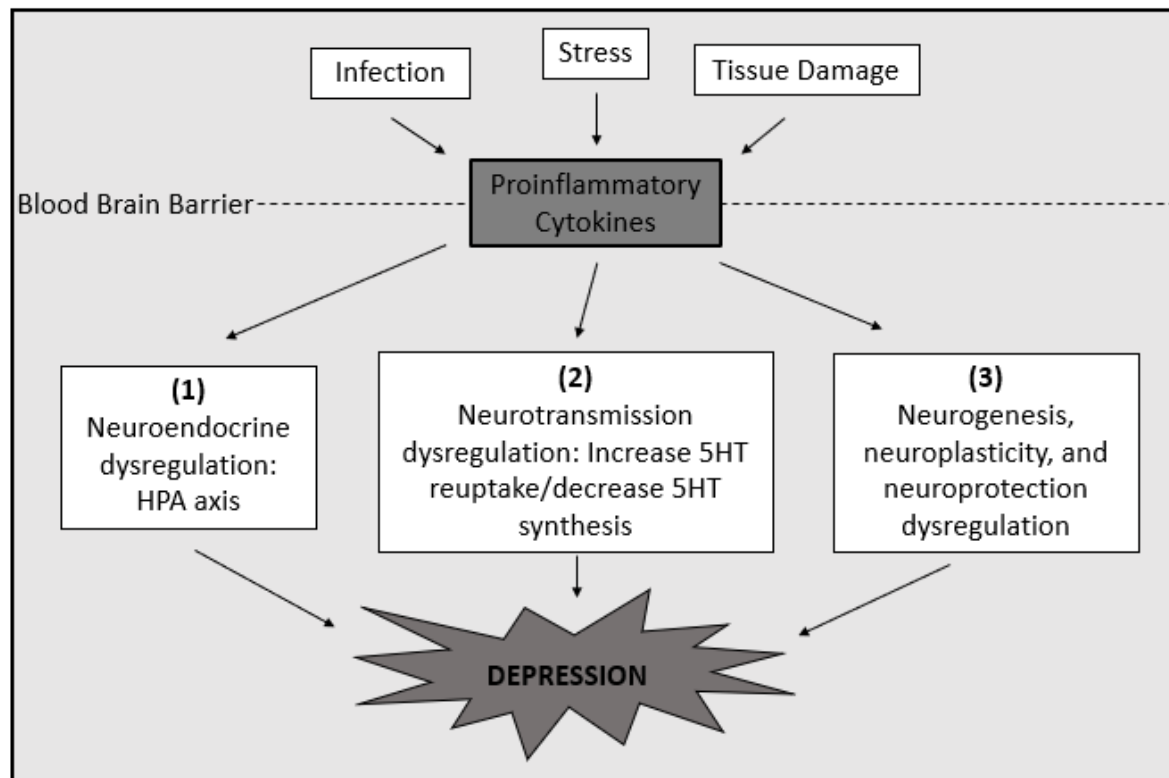 Infection
Stress
Tissue Damage
Blood Brain Barrier
Proinflammatory
Cytokines
(1)
Neuroendocrine
dysregulation:
HPA axis
(2)
Neurotransmission
dysregulation: Increase 5HT
reuptake/decrease 5HT
synthesis
(3)
Neurogenesis,
neuroplasticity, and
neuroprotection
dysregulation
DEPRESSION